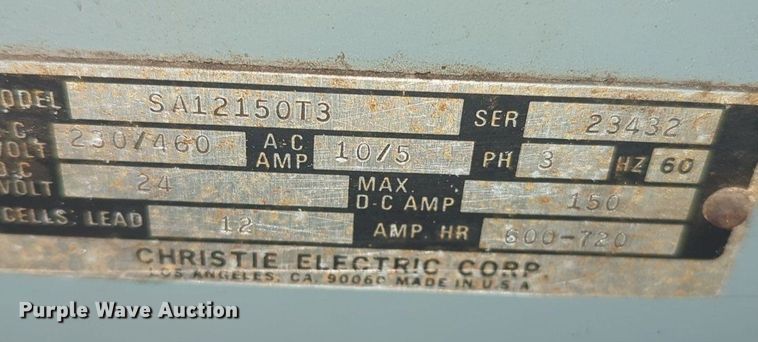 ODEL SA12150T3 SER 23432
-C VOLT 230/460 A-C AMP 10/5 PH 3 HZ 60
D-C VOLT 24 MAX. D-C AMP 150
CELLS: LEAD 12 AMP. HR 600-720
CHRISTIE ELECTRIC CORP.
LOS ANGELES, CA. 90060 MADE IN U.S.A
Purple Wave Auction